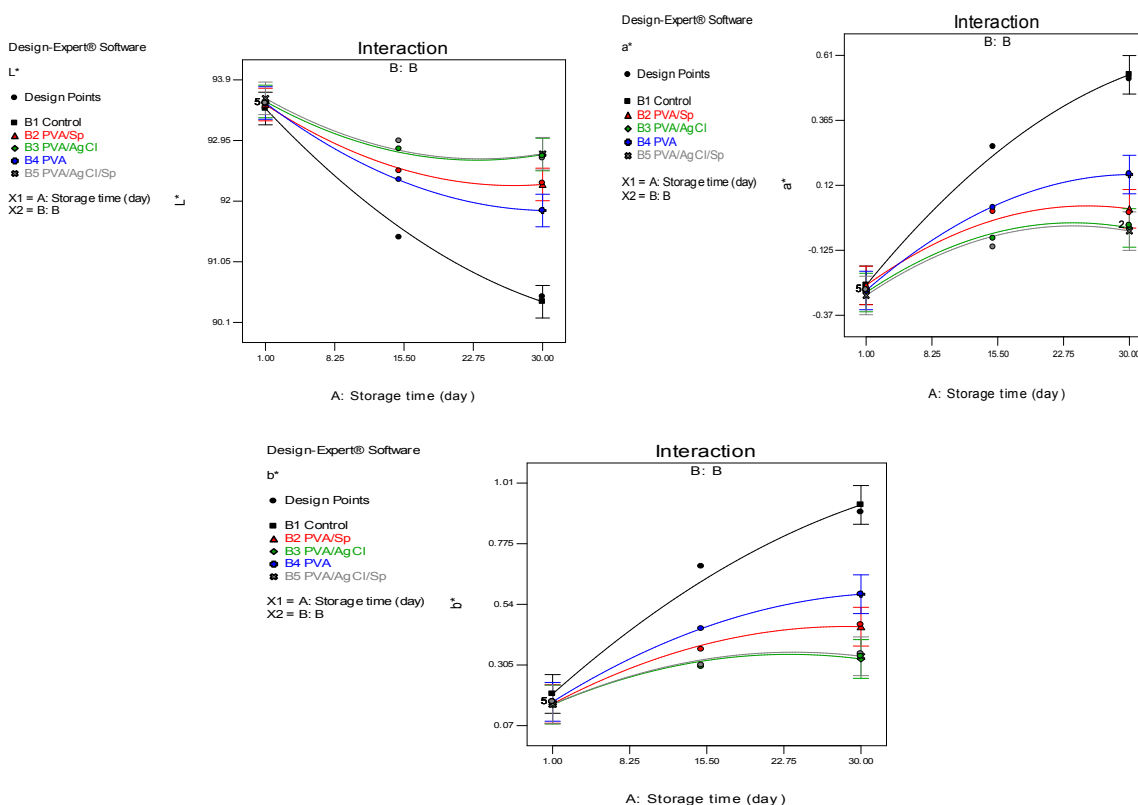 Design-Expert® Software
L*
Design Points
B1 Control
B2 PVA/Sp
B3 PVA/AgCl
B4 PVA
B5 PVA/AgCl/Sp
X1 = A: Storage time (day)
X2 = B: B
Interaction
B: B
93.9
92.95
92
91.05
90.1
L*
5
1.00 8.25 15.50 22.75 30.00
A: Storage time (day)
Design-Expert® Software
a*
Design Points
B1 Control
B2 PVA/Sp
B3 PVA/AgCl
B4 PVA
B5 PVA/AgCl/Sp
X1 = A: Storage time (day)
X2 = B: B
Interaction
B: B
0.61
0.365
0.12
-0.125
-0.37
a*
5
2
1.00 8.25 15.50 22.75 30.00
A: Storage time (day)
Design-Expert® Software
b*
Design Points
B1 Control
B2 PVA/Sp
B3 PVA/AgCl
B4 PVA
B5 PVA/AgCl/Sp
X1 = A: Storage time (day)
X2 = B: B
Interaction
B: B
1.01
0.775
0.54
0.305
0.07
b*
5
1.00 8.25 15.50 22.75 30.00
A: Storage time (day)